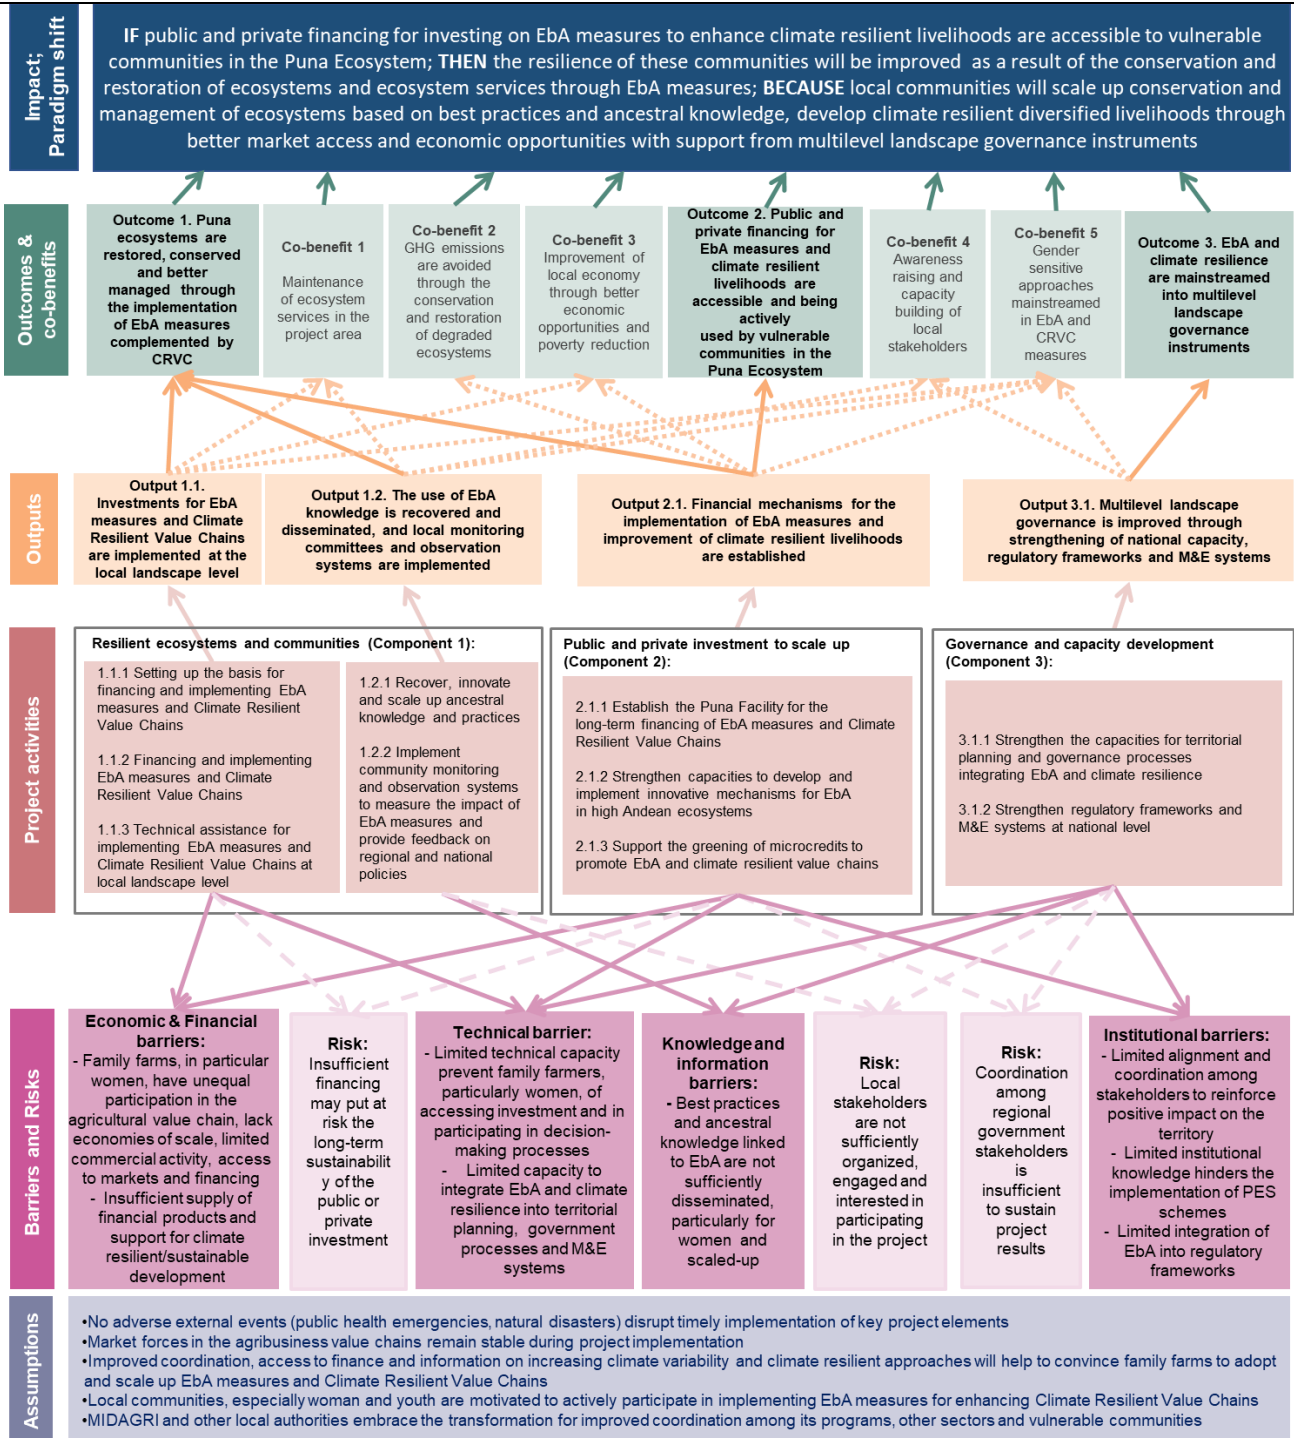 Impact;
Paradigm shift
IF public and private financing for investing on EbA measures to enhance climate resilient livelihoods are accessible to vulnerable
communities in the Puna Ecosystem; THEN the resilience of these communities will be improved as a result of the conservation and
restoration of ecosystems and ecosystem services through EbA measures; BECAUSE local communities will scale up conservation and
management of ecosystems based on best practices and ancestral knowledge, develop climate resilient diversified livelihoods through
better market access and economic opportunities with support from multilevel landscape governance instruments
Outcomes &
co-benefits
Outcome 1. Puna
ecosystems are
restored, conserved
and better
managed through
the implementation
of EbA measures
complemented by
CRVC
Co-benefit 1
Maintenance
of ecosystem
services in the
project area
Co-benefit 2
GHG emissions
are avoided
through the
conservation
and restoration
of degraded
ecosystems
Co-benefit 3
Improvement of
local economy
through better
economic
opportunities and
poverty reduction
Outcome 2. Public and
private financing for
EbA measures and
climate resilient
livelihoods are
accessible and being
actively
used by vulnerable
communities in the
Puna Ecosystem
Co-benefit 4
Awareness
raising and
capacity
building of
local
stakeholders
Co-benefit 5
Gender
sensitive
approaches
mainstreamed
in EbA and
CRVC
measures
Outcome 3. EbA and
climate resilience
are mainstreamed
into multilevel
landscape
governance
instruments
Outputs
Output 1.1.
Investments for EbA
measures and Climate
Resilient Value Chains
are implemented at the
local landscape level
Output 1.2. The use of EbA
knowledge is recovered and
disseminated, and local monitoring
committees and observation
systems are implemented
Output 2.1. Financial mechanisms for the
implementation of EbA measures and
improvement of climate resilient livelihoods
are established
Output 3.1. Multilevel landscape
governance is improved through
strengthening of national capacity,
regulatory frameworks and M&E systems
Project activities
Resilient ecosystems and communities (Component 1):
1.1.1 Setting up the basis for
financing and implementing EbA
measures and Climate Resilient
Value Chains
1.1.2 Financing and implementing
EbA measures and Climate
Resilient Value Chains
1.1.3 Technical assistance for
implementing EbA measures and
Climate Resilient Value Chains at
local landscape level
1.2.1 Recover, innovate
and scale up ancestral
knowledge and practices
1.2.2 Implement
community monitoring
and observation systems
to measure the impact of
EbA measures and
provide feedback on
regional and national
policies
Public and private investment to scale up
(Component 2):
2.1.1 Establish the Puna Facility for the
long-term financing of EbA measures and Climate
Resilient Value Chains
2.1.2 Strengthen capacities to develop and
implement innovative mechanisms for EbA
in high Andean ecosystems
2.1.3 Support the greening of microcredits to
promote EbA and climate resilient value chains
Governance and capacity development
(Component 3):
3.1.1 Strengthen the capacities for territorial
planning and governance processes
integrating EbA and climate resilience
3.1.2 Strengthen regulatory frameworks and
M&E systems at national level
Barriers and Risks
Economic & Financial
barriers:
- Family farms, in particular
women, have unequal
participation in the
agricultural value chain, lack
economies of scale, limited
commercial activity, access
to markets and financing
- Insufficient supply of
financial products and
support for climate
resilient/sustainable
development
Risk:
Insufficient
financing
may put at
risk the
long-term
sustainabilit
y of the
public or
private
investment
Technical barrier:
- Limited technical capacity
prevent family farmers,
particularly women, of
accessing investment and in
participating in decision-
making processes
- Limited capacity to
integrate EbA and climate
resilience into territorial
planning, government
processes and M&E
systems
Knowledge and
information
barriers:
- Best practices
and ancestral
knowledge linked
to EbA are not
sufficiently
disseminated,
particularly for
women and
scaled-up
Risk:
Local
stakeholders
are not
sufficiently
organized,
engaged and
interested in
participating
in the project
Risk:
Coordination
among
regional
government
stakeholders
is
insufficient
to sustain
project
results
Institutional barriers:
- Limited alignment and
coordination among
stakeholders to reinforce
positive impact on the
territory
- Limited institutional
knowledge hinders the
implementation of PES
schemes
- Limited integration of
EbA into regulatory
frameworks
Assumptions
•No adverse external events (public health emergencies, natural disasters) disrupt timely implementation of key project elements
•Market forces in the agribusiness value chains remain stable during project implementation
•Improved coordination, access to finance and information on increasing climate variability and climate resilient approaches will help to convince family farms to adopt
and scale up EbA measures and Climate Resilient Value Chains
•Local communities, especially woman and youth are motivated to actively participate in implementing EbA measures for enhancing Climate Resilient Value Chains
•MIDAGRI and other local authorities embrace the transformation for improved coordination among its programs, other sectors and vulnerable communities